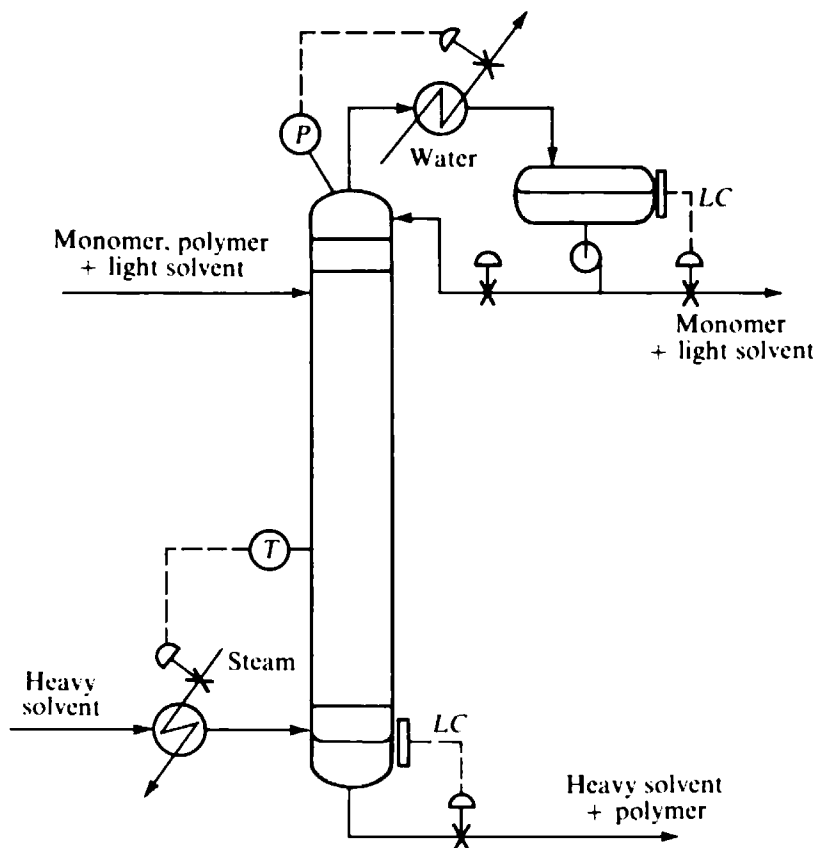 P
Water
LC
Monomer, polymer
+ light solvent
Monomer
+ light solvent
T
Steam
Heavy
solvent
LC
Heavy solvent
+ polymer